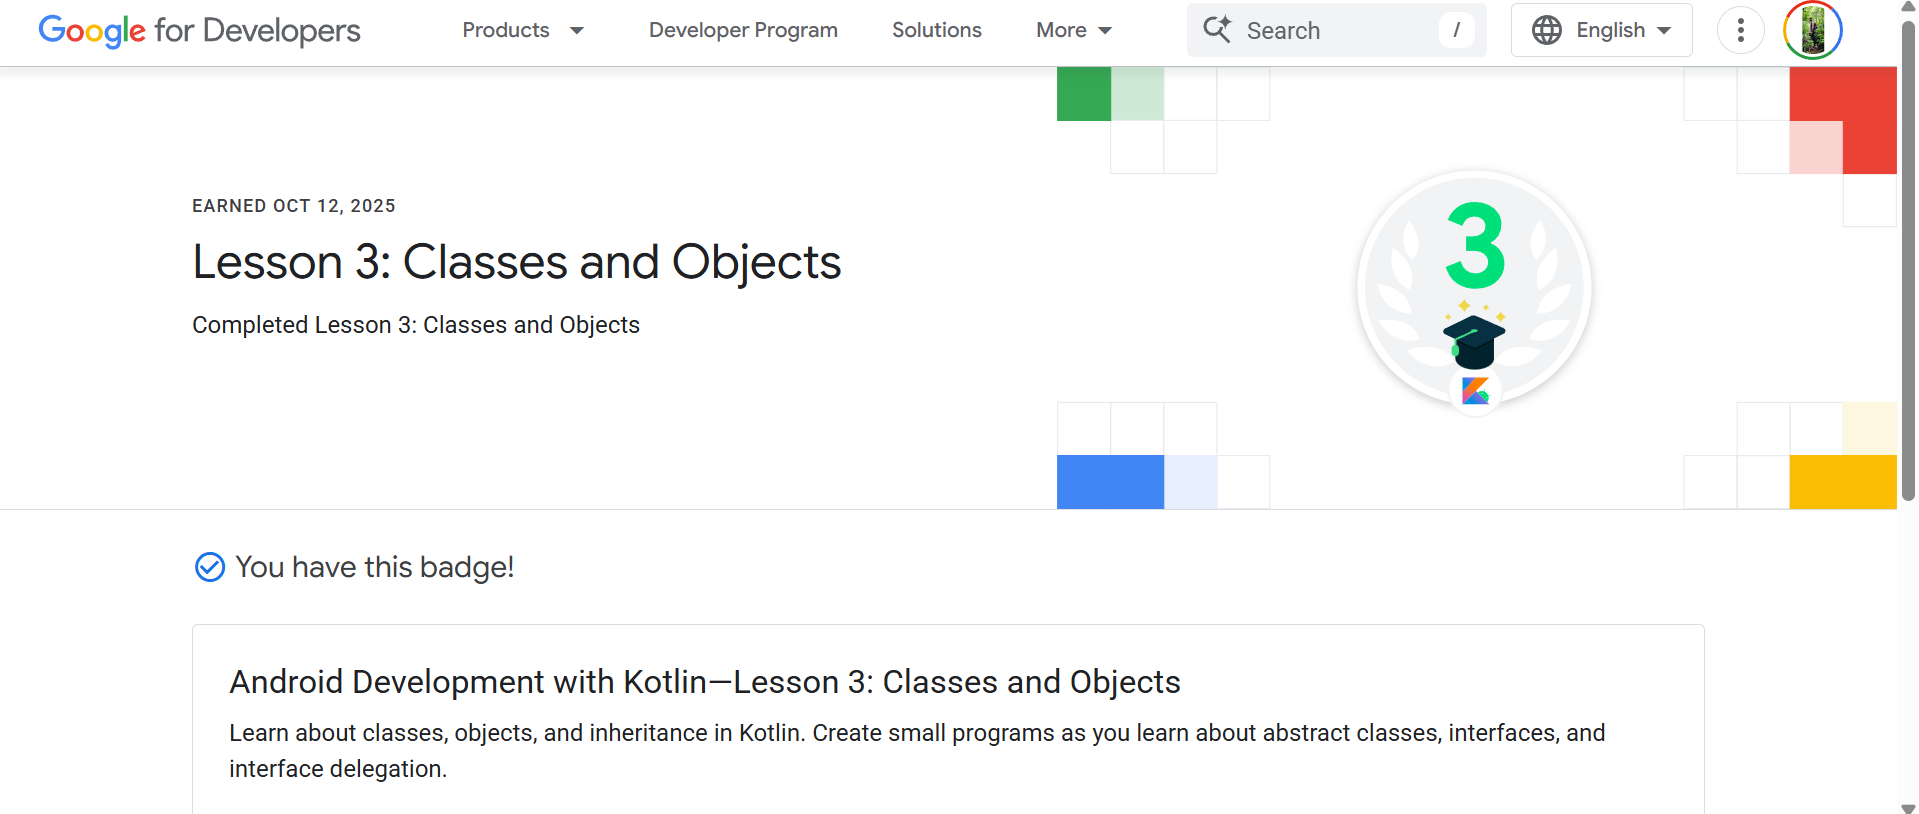 Google for Developers
Products
Developer Program
Solutions
More
Search
/
English
EARNED OCT 12, 2025
Lesson 3: Classes and Objects
Completed Lesson 3: Classes and Objects
3
You have this badge!
Android Development with Kotlin—Lesson 3: Classes and Objects
Learn about classes, objects, and inheritance in Kotlin. Create small programs as you learn about abstract classes, interfaces, and
interface delegation.